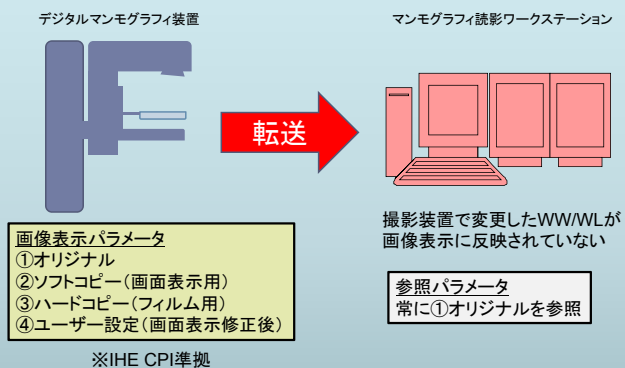 デジタルマンモグラフィ装置
マンモグラフィ読影ワークステーション
転送
画像表示パラメータ
①オリジナル
②ソフトコピー(画面表示用)
③ハードコピー(フィルム用)
④ユーザー設定(画面表示修正後)
※IHE CPI準拠
撮影装置で変更したWW/WLが
画像表示に反映されていない
参照パラメータ
常に①オリジナルを参照